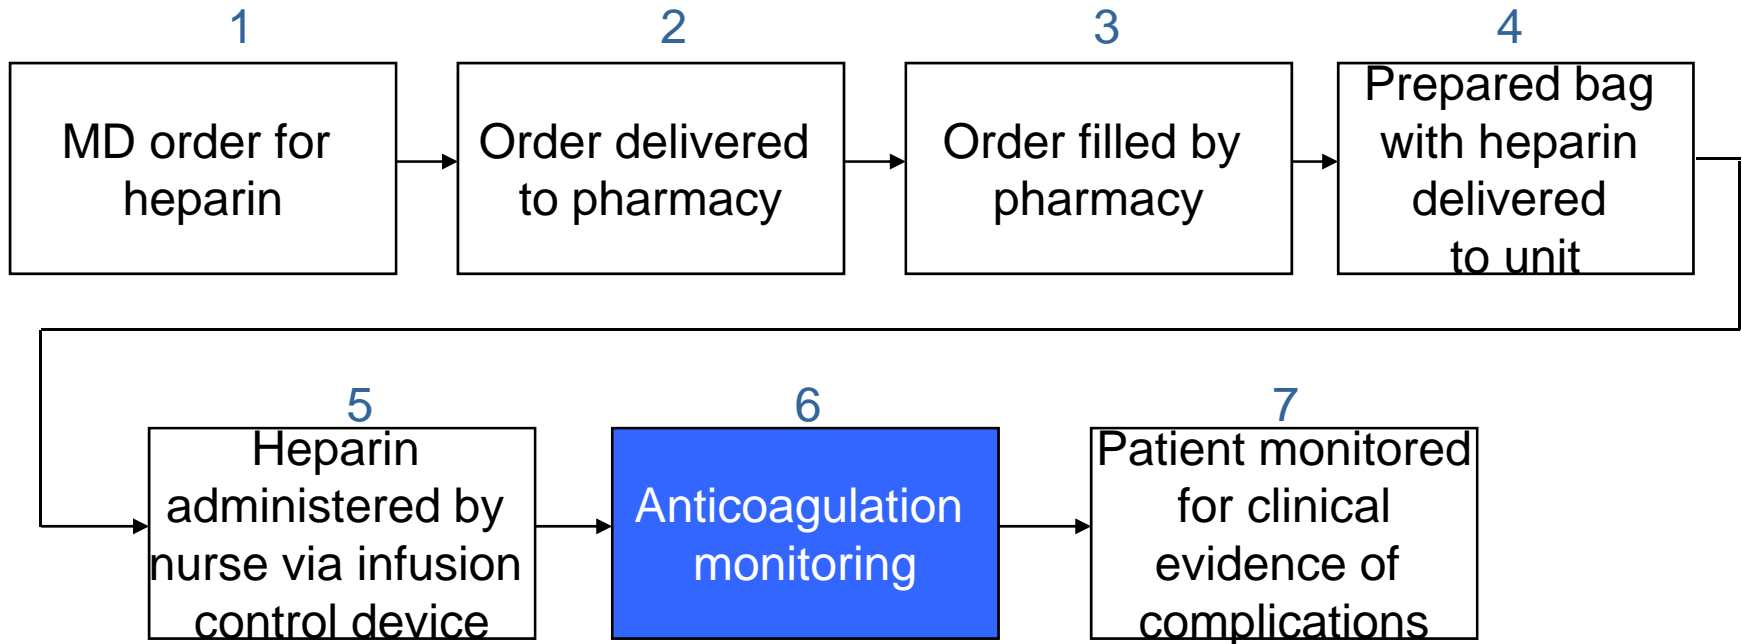 1
MD order for
heparin
2
Order delivered
to pharmacy
3
Order filled by
pharmacy
4
Prepared bag
with heparin
delivered
to unit
5
Heparin
administered by
nurse via infusion
control device
6
Anticoagulation
monitoring
7
Patient monitored
for clinical
evidence of
complications